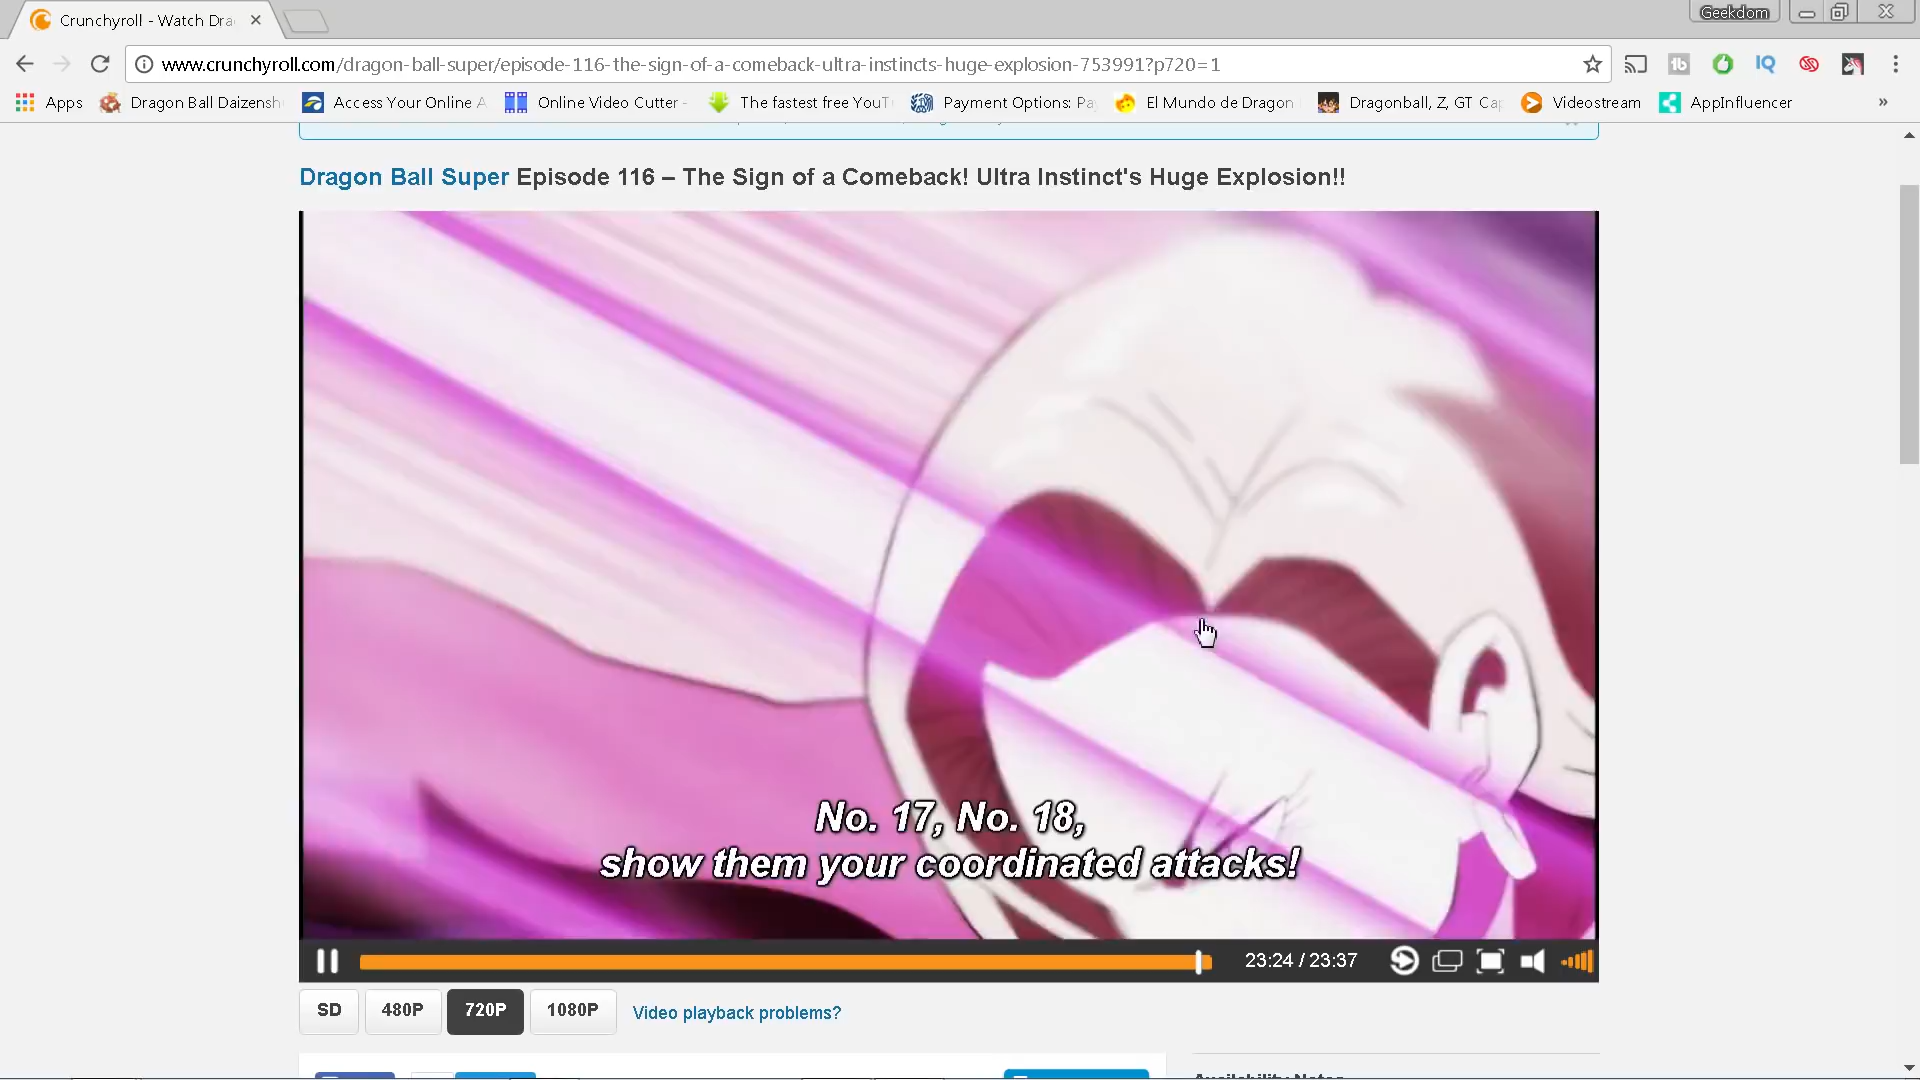 Crunchyroll - Watch Dra
Geekdom
www.crunchyroll.com/dragon-ball-super/episode-116-the-sign-of-a-comeback-ultra-instincts-huge-explosion-753991?p720=1
Apps Dragon Ball Daizensh Access Your Online A Online Video Cutter - The fastest free YouT Payment Options: Pa El Mundo de Dragon Dragonball, Z, GT Cap Videostream AppInfluencer »
Dragon Ball Super Episode 116 – The Sign of a Comeback! Ultra Instinct's Huge Explosion!!
No. 17, No. 18,
show them your coordinated attacks!
23:24 / 23:37
SD 480P 720P 1080P Video playback problems?
Availability Notes